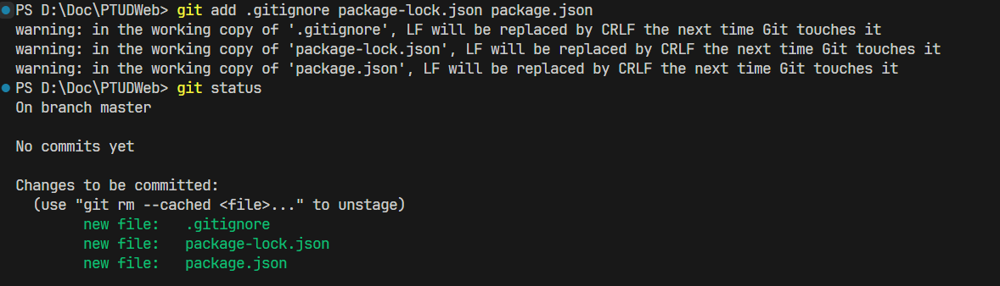 PS D:\Doc\PTUDWeb> git add .gitignore package-lock.json package.json
warning: in the working copy of '.gitignore', LF will be replaced by CRLF the next time Git touches it
warning: in the working copy of 'package-lock.json', LF will be replaced by CRLF the next time Git touches it
warning: in the working copy of 'package.json', LF will be replaced by CRLF the next time Git touches it
PS D:\Doc\PTUDWeb> git status
On branch master
No commits yet
Changes to be committed:
(use "git rm --cached <file>..." to unstage)
new file: .gitignore
new file: package-lock.json
new file: package.json